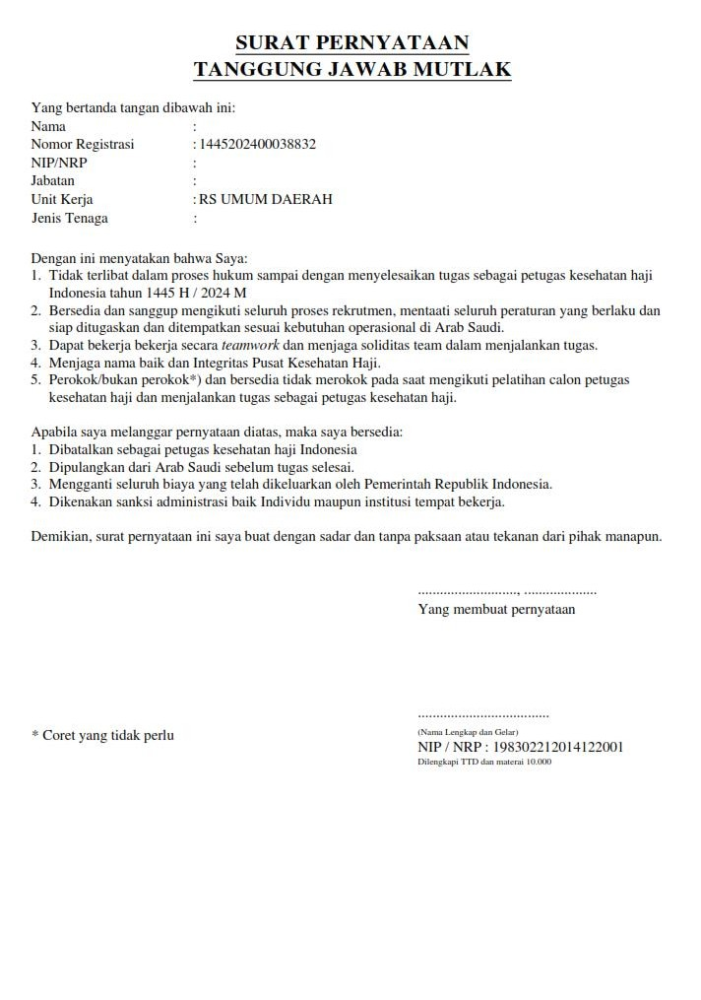 SURAT PERNYATAAN
TANGGUNG JAWAB MUTLAK
Yang bertanda tangan dibawah ini:
Nama :
Nomor Registrasi : 1445202400038832
NIP/NRP :
Jabatan :
Unit Kerja : RS UMUM DAERAH
Jenis Tenaga :
Dengan ini menyatakan bahwa Saya:
1. Tidak terlibat dalam proses hukum sampai dengan menyelesaikan tugas sebagai petugas kesehatan haji
Indonesia tahun 1445 H / 2024 M
2. Bersedia dan sanggup mengikuti seluruh proses rekrutmen, mentaati seluruh peraturan yang berlaku dan
siap ditugaskan dan ditempatkan sesuai kebutuhan operasional di Arab Saudi.
3. Dapat bekerja bekerja secara teamwork dan menjaga soliditas team dalam menjalankan tugas.
4. Menjaga nama baik dan Integritas Pusat Kesehatan Haji.
5. Perokok/bukan perokok*) dan bersedia tidak merokok pada saat mengikuti pelatihan calon petugas
kesehatan haji dan menjalankan tugas sebagai petugas kesehatan haji.
Apabila saya melanggar pernyataan diatas, maka saya bersedia:
1. Dibatalkan sebagai petugas kesehatan haji Indonesia
2. Dipulangkan dari Arab Saudi sebelum tugas selesai.
3. Mengganti seluruh biaya yang telah dikeluarkan oleh Pemerintah Republik Indonesia.
4. Dikenakan sanksi administrasi baik Individu maupun institusi tempat bekerja.
Demikian, surat pernyataan ini saya buat dengan sadar dan tanpa paksaan atau tekanan dari pihak manapun.
..........................., ....................
Yang membuat pernyataan
....................................
(Nama Lengkap dan Gelar)
* Coret yang tidak perlu
NIP / NRP : 198302212014122001
Dilengkapi TTD dan materai 10.000